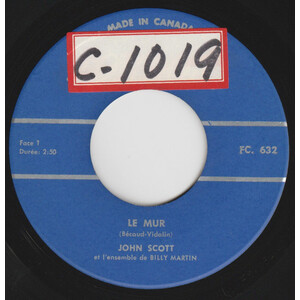 MADE IN CANADA
C-1019
Face 1
Durée: 2:50
FC. 632
LE MUR
(Bécaud-Vidalin)
JOHN SCOTT
et l'ensemble de BILLY MARTIN